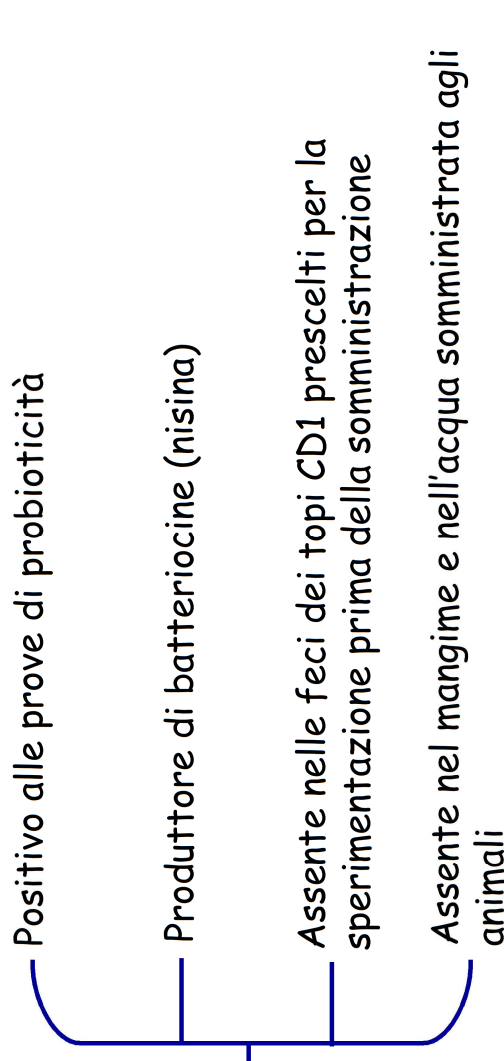 Positivo alle prove di probioticità
Produttore di batteriocine (nisina)
Assente nelle feci dei topi CD1 prescelti per la
sperimentazione prima della somministrazione
Assente nel mangime e nell'acqua somministrata agli
animali